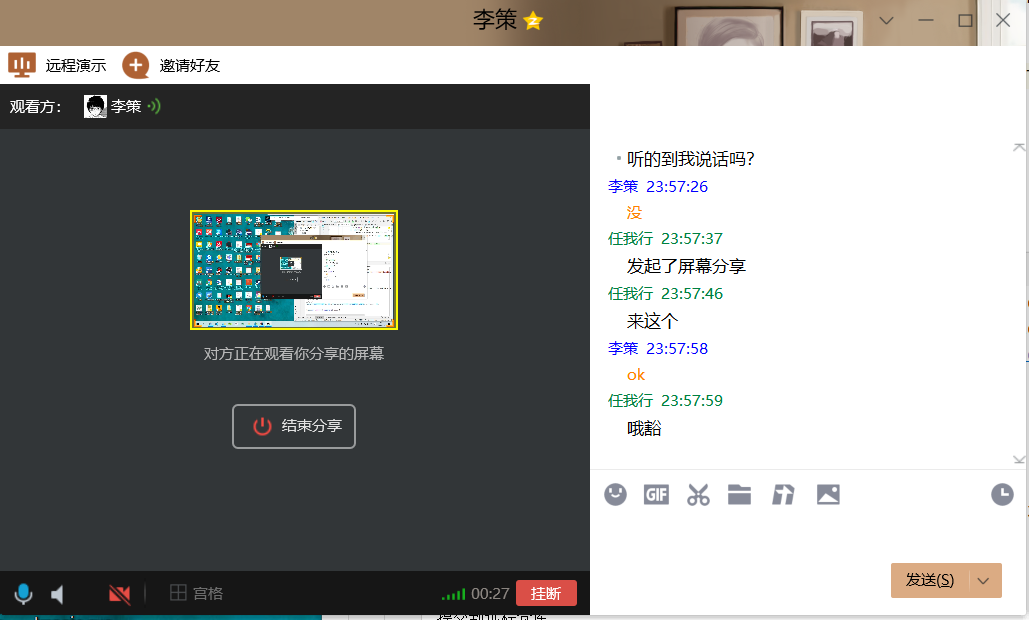 李策
远程演示 邀请好友
观看方： 李策
听的到我说话吗?
李策 23:57:26
没
任我行 23:57:37
发起了屏幕分享
任我行 23:57:46
来这个
李策 23:57:58
ok
任我行 23:57:59
哦豁
对方正在观看你分享的屏幕
结束分享
GIF
发送(S)
宫格 00:27 挂断